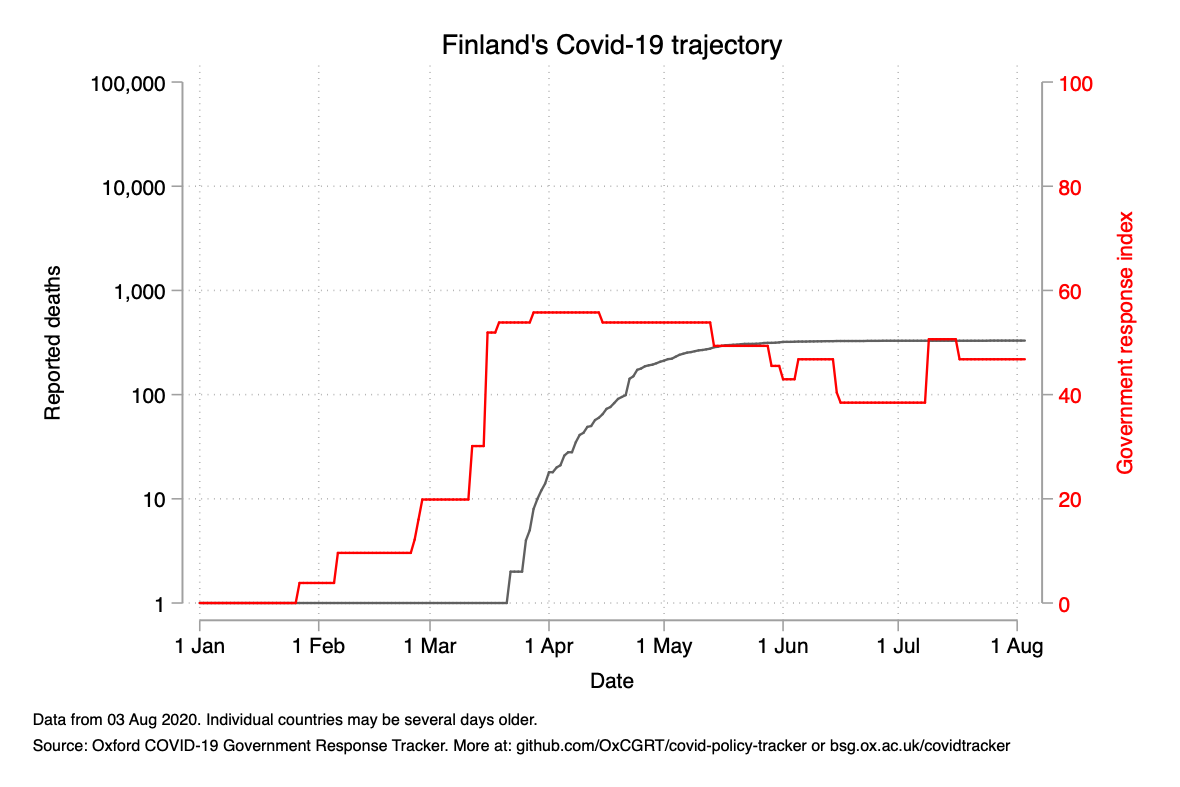 Finland's Covid-19 trajectory
100,000
10,000
1,000
100
10
1
Reported deaths
100
80
60
40
20
0
Government response index
1 Jan 1 Feb 1 Mar 1 Apr 1 May 1 Jun 1 Jul 1 Aug
Date
Data from 03 Aug 2020. Individual countries may be several days older.
Source: Oxford COVID-19 Government Response Tracker. More at: github.com/OxCGRT/covid-policy-tracker or bsg.ox.ac.uk/covidtracker